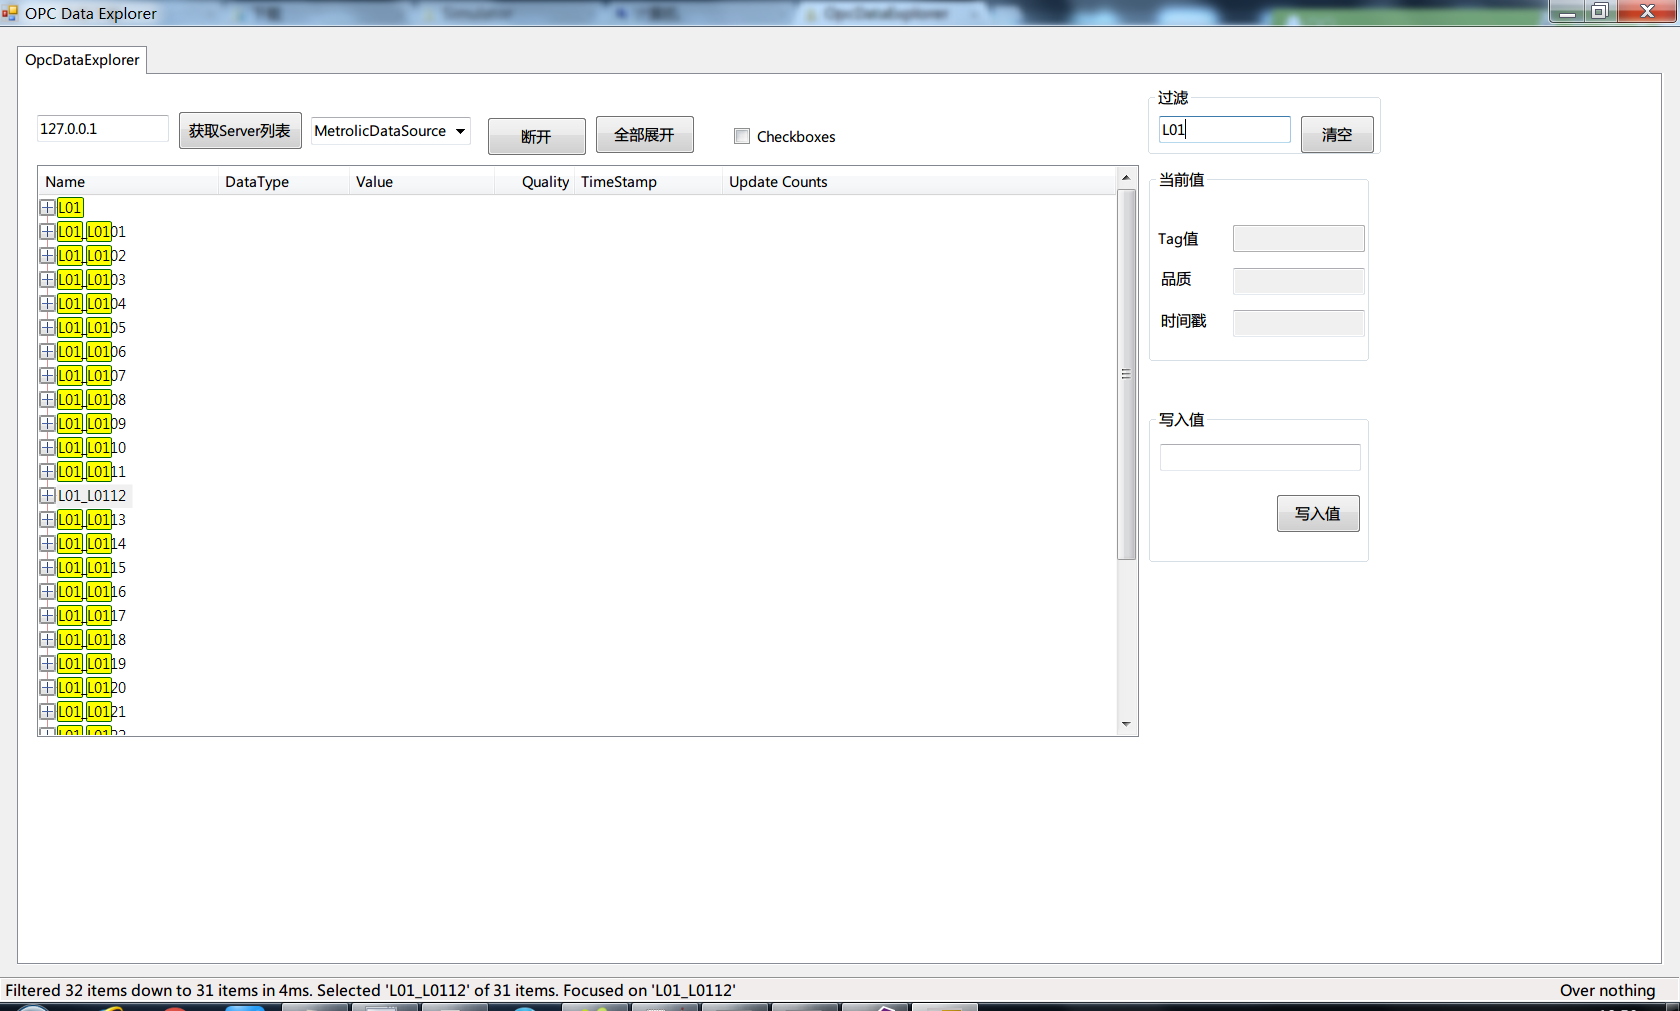 OPC Data Explorer
OpcDataExplorer
127.0.0.1
获取Server列表
MetrolicDataSource
断开
全部展开
Checkboxes
过滤
L01
清空
Name DataType Value Quality TimeStamp Update Counts
L01
L01_L0101
L01_L0102
L01_L0103
L01_L0104
L01_L0105
L01_L0106
L01_L0107
L01_L0108
L01_L0109
L01_L0110
L01_L0111
L01_L0112
L01_L0113
L01_L0114
L01_L0115
L01_L0116
L01_L0117
L01_L0118
L01_L0119
L01_L0120
L01_L0121
L01_L0122
当前值
Tag值
品质
时间戳
写入值
写入值
Filtered 32 items down to 31 items in 4ms. Selected 'L01_L0112' of 31 items. Focused on 'L01_L0112'
Over nothing